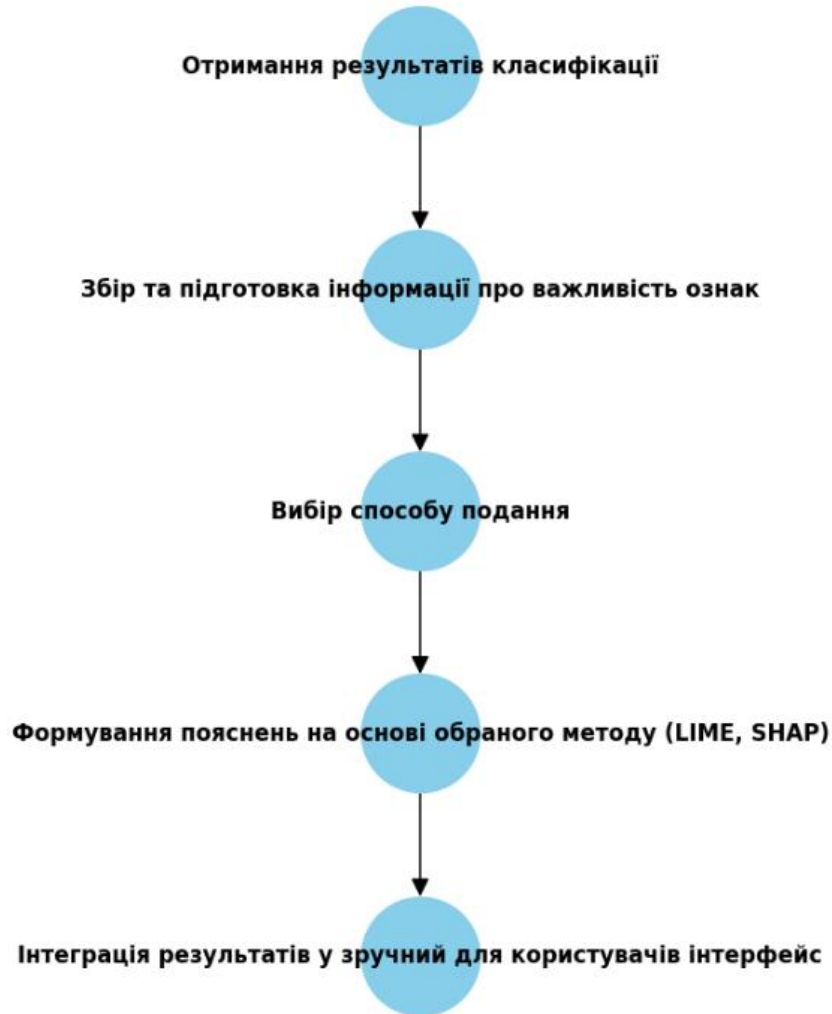 Отримання результатів класифікації
Збір та підготовка інформації про важливість ознак
Вибір способу подання
Формування пояснень на основі обраного методу (LIME, SHAP)
Інтеграція результатів у зручний для користувачів інтерфейс